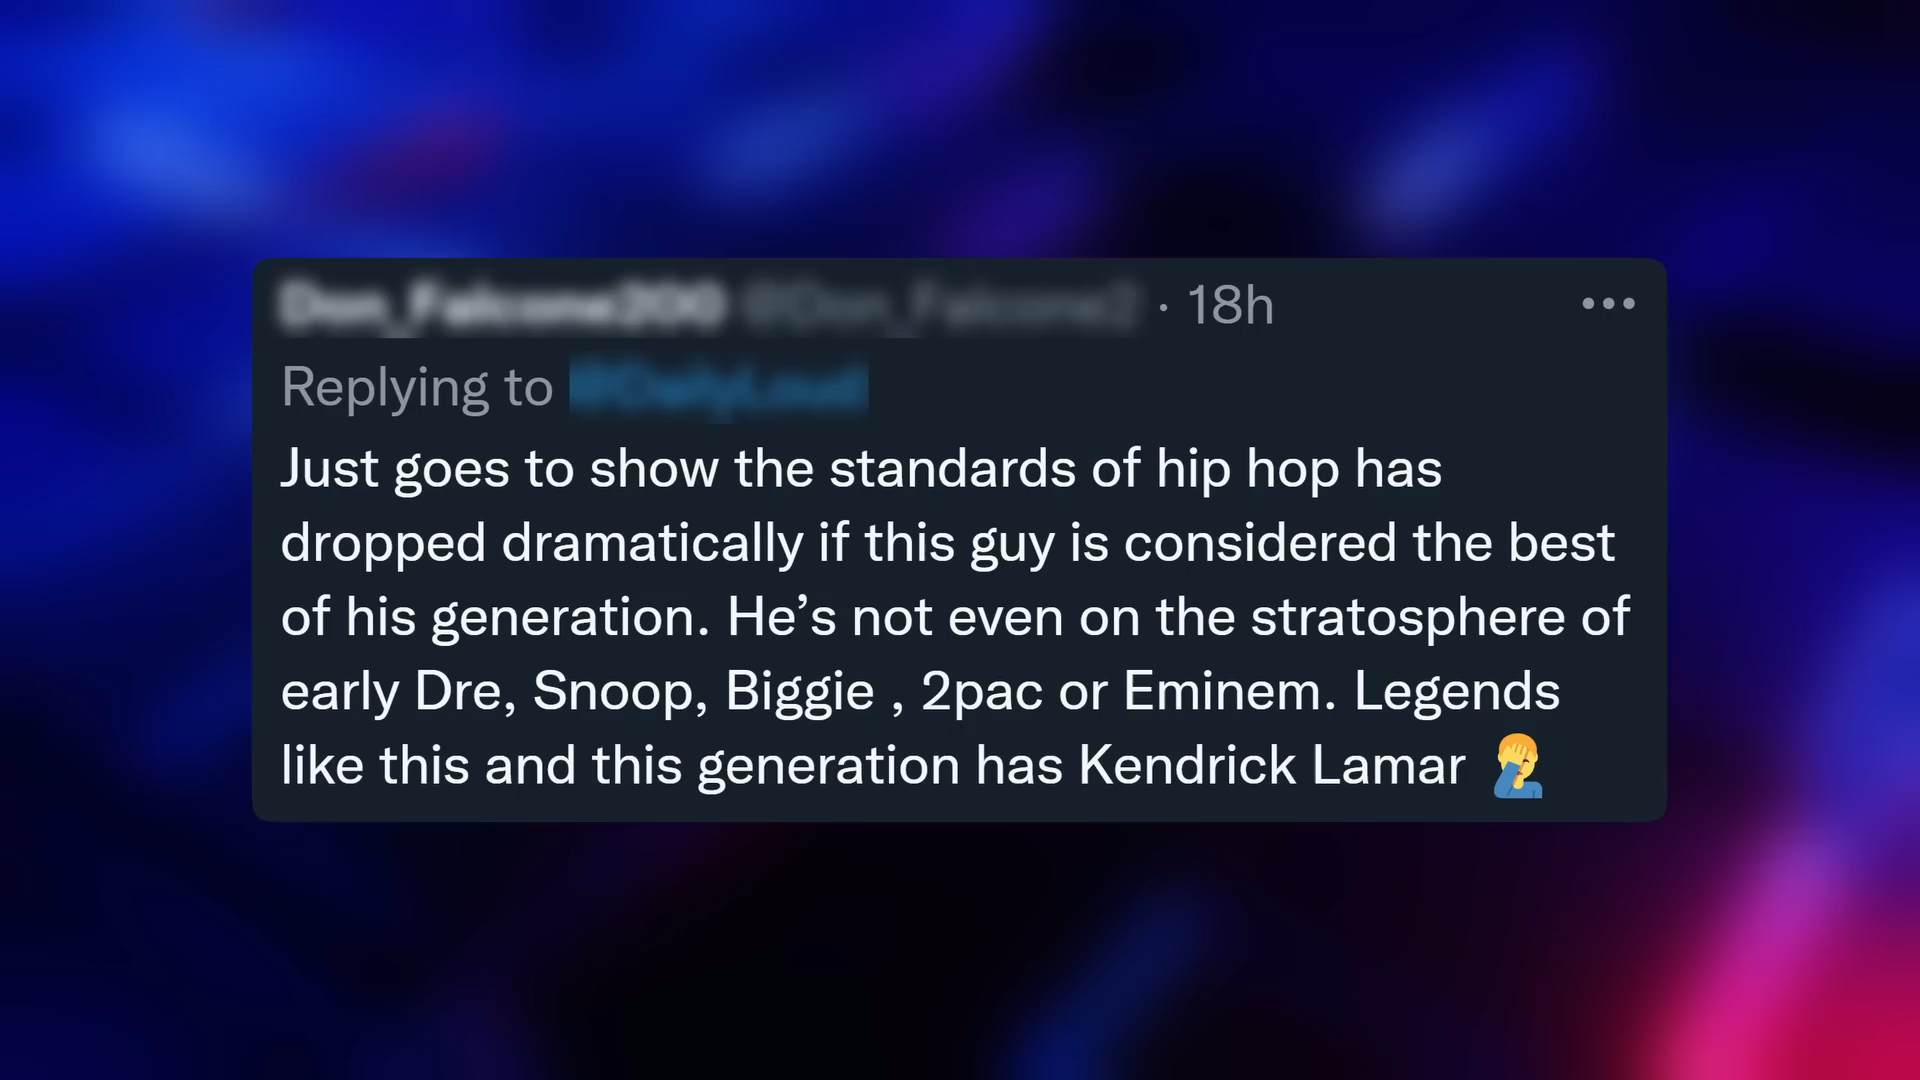 · 18h
Replying to
Just goes to show the standards of hip hop has
dropped dramatically if this guy is considered the best
of his generation. He’s not even on the stratosphere of
early Dre, Snoop, Biggie , 2pac or Eminem. Legends
like this and this generation has Kendrick Lamar 🤦‍♂️